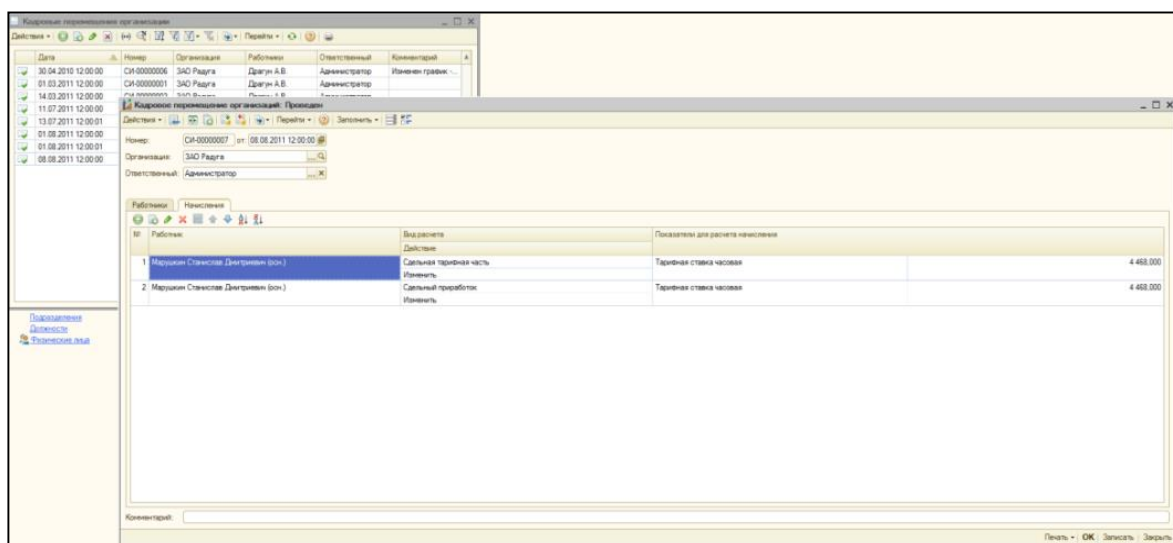 Кадровые перемещения организации
Действия Перейти
Дата Номер Организация Работники Ответственный Комментарий
30.04.2010 12:00:00 СИ-00000006 ЗАО Радуга Драгун А.В. Администратор Изменен график -...
01.03.2011 12:00:00 СИ-00000001 ЗАО Радуга Драгун А.В. Администратор
14.03.2011 12:00:00
11.07.2011 12:00:00
13.07.2011 12:00:01
01.08.2011 12:00:00
01.08.2011 12:00:01
08.08.2011 12:00:00
Подразделения
Должности
Физические лица
Кадровое перемещение организаций: Проведен
Действия Перейти Заполнить
Номер: СИ-00000007 от: 08.08.2011 12:00:00
Организация: ЗАО Радуга
Ответственный: Администратор
Работники Начисления
№ Работник Вид расчета Показатели для расчета начисления
Действие
1 Марушкин Станислав Дмитриевич (осн.) Сдельная тарифная часть Тарифная ставка часовая 4 468,000
Изменить
2 Марушкин Станислав Дмитриевич (осн.) Сдельный приработок Тарифная ставка часовая 4 468,000
Изменить
Комментарий:
Печать OK Записать Закрыть